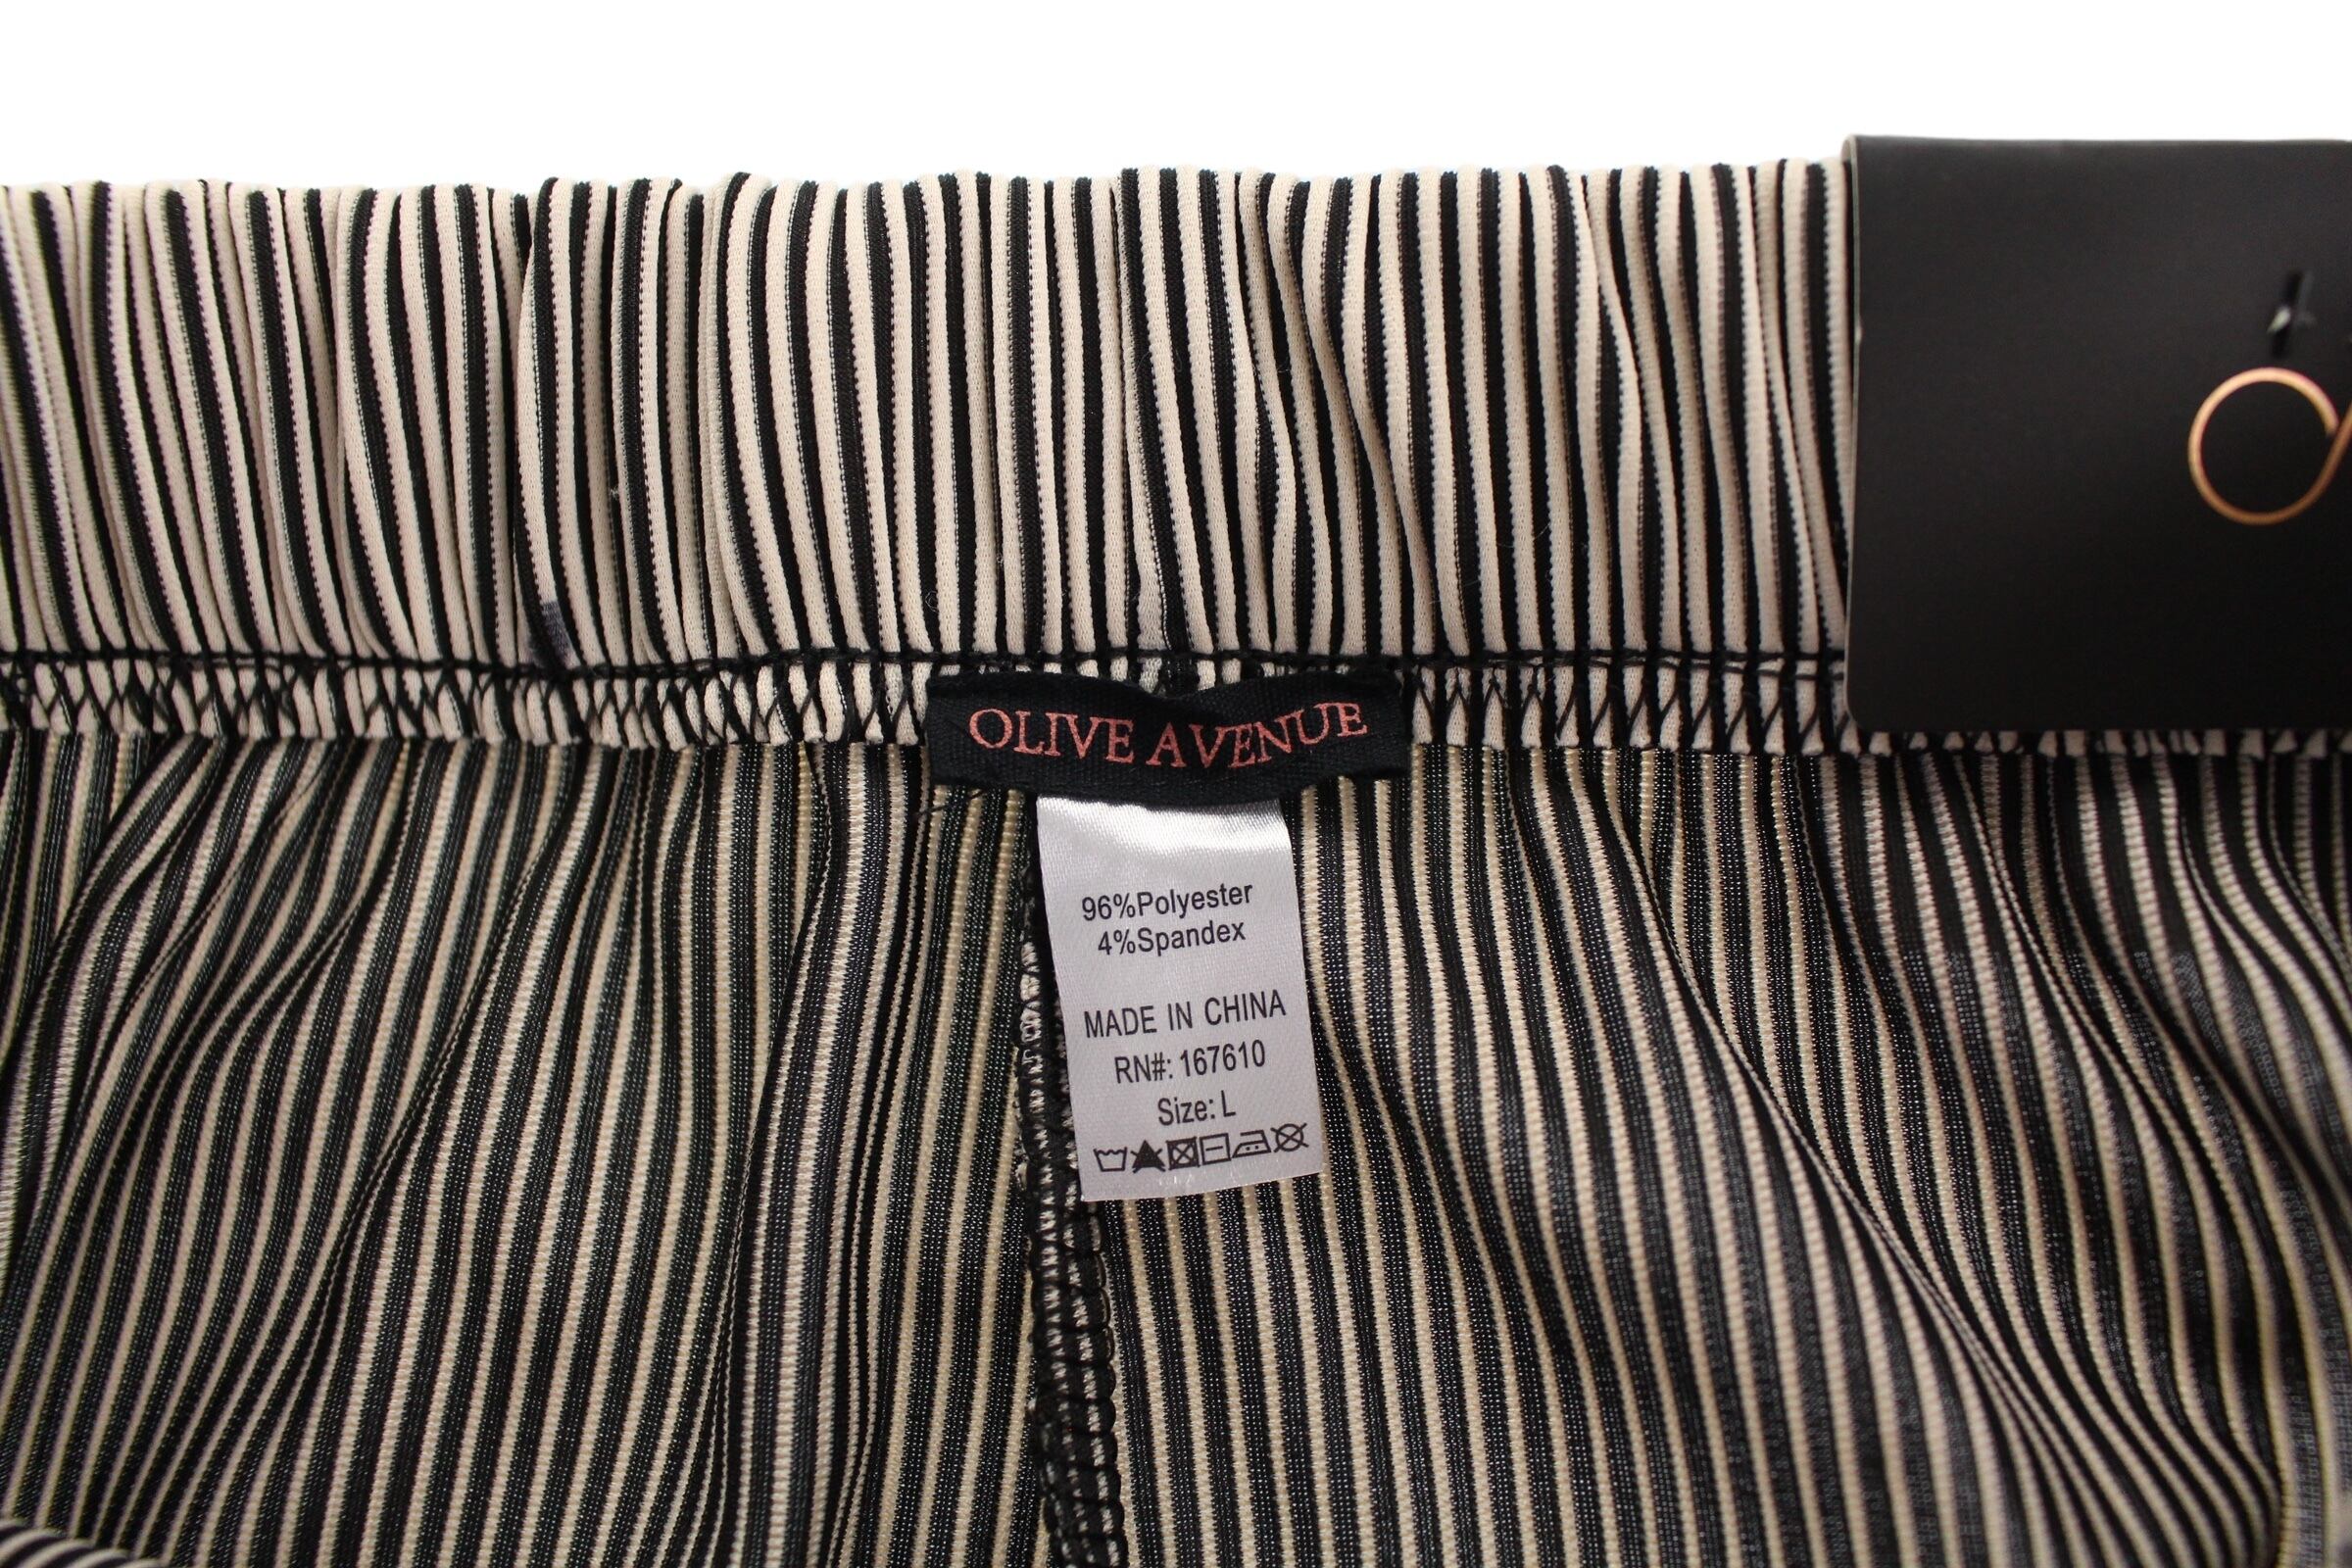 OLIVE AVENUE
96%Polyester
4%Spandex
MADE IN CHINA
RN#: 167610
Size: L